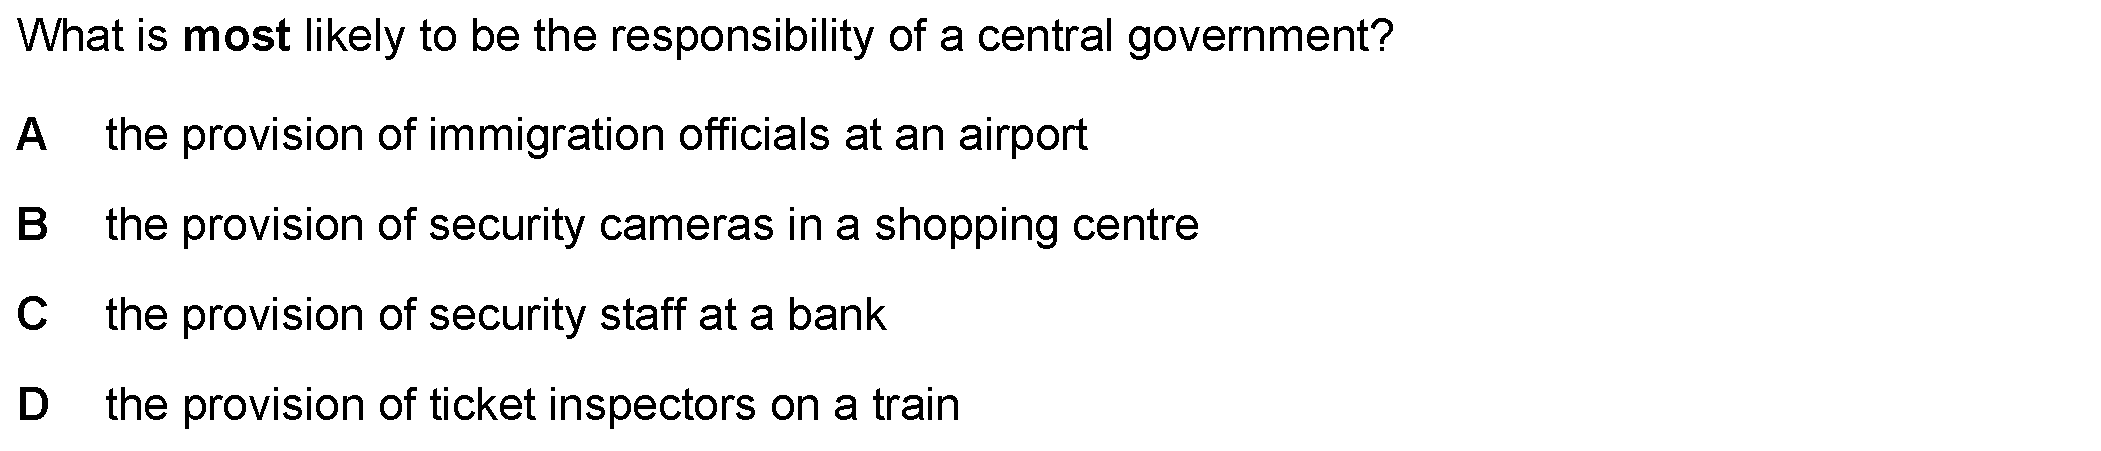 What is most likely to be the responsibility of a central government?
A the provision of immigration officials at an airport
B the provision of security cameras in a shopping centre
C the provision of security staff at a bank
D the provision of ticket inspectors on a train